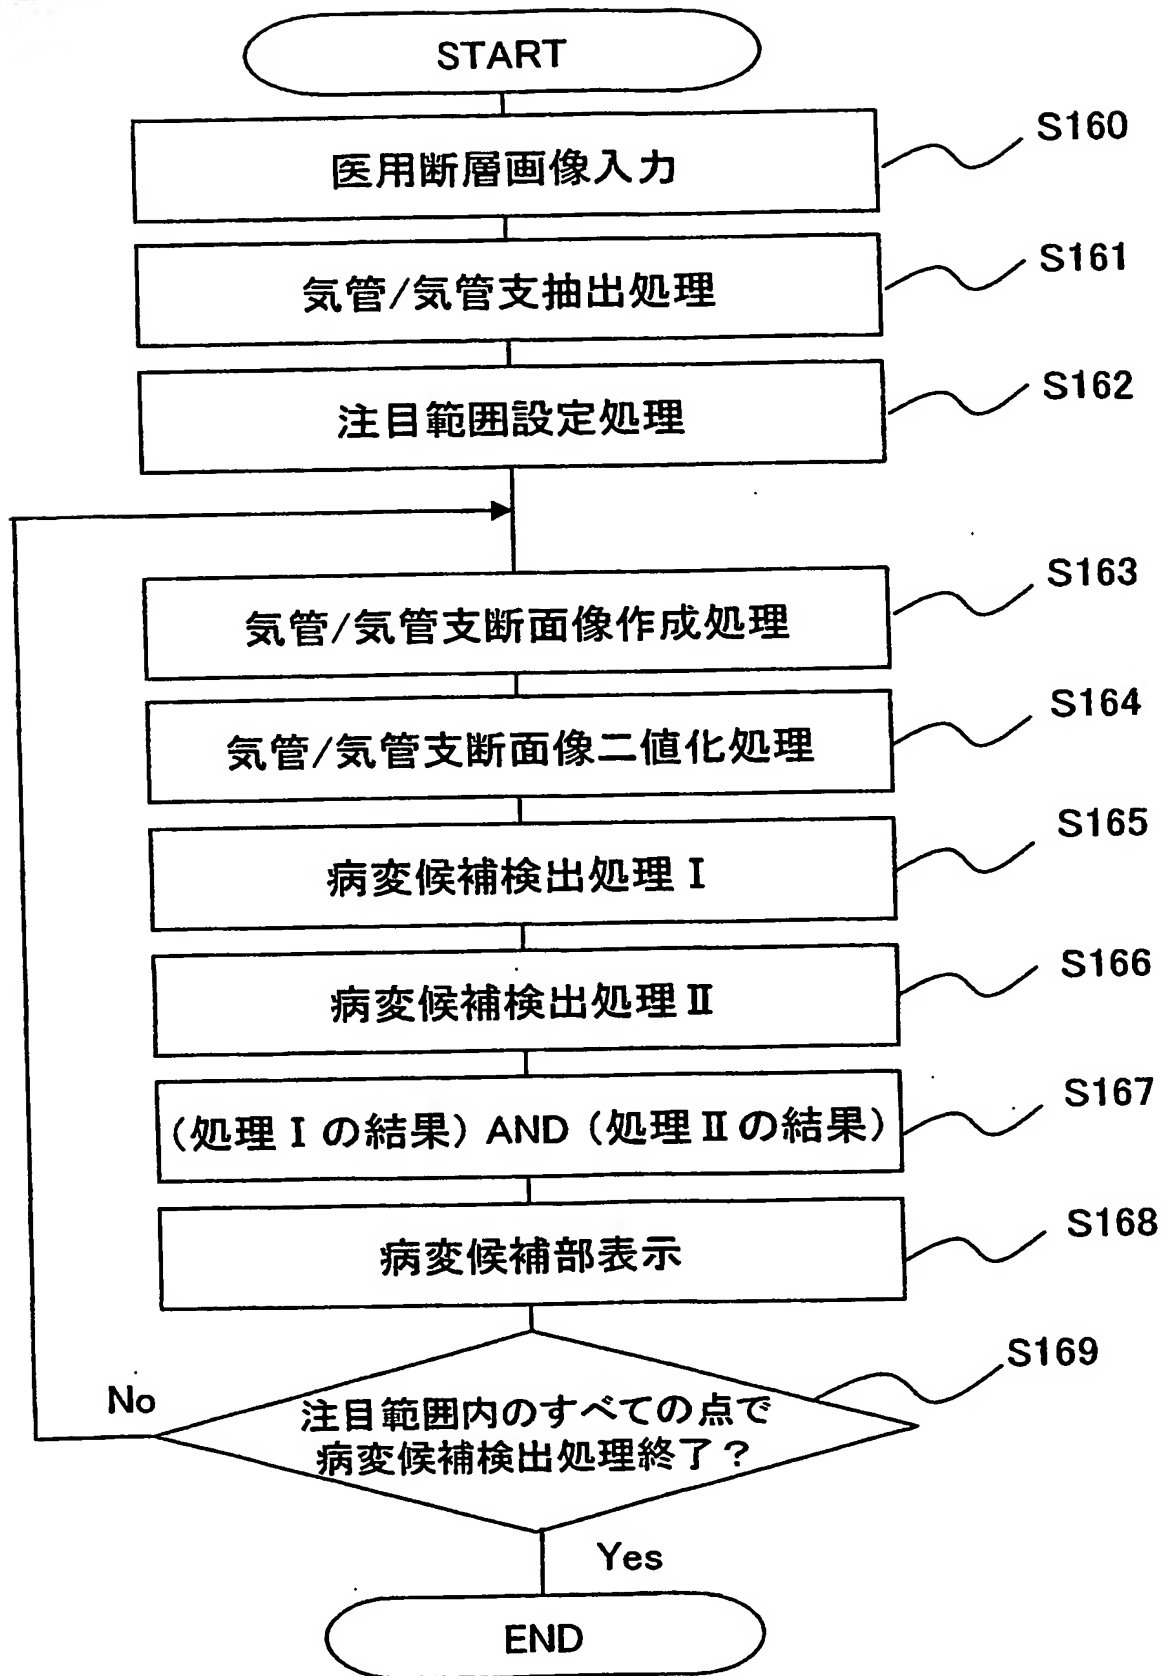 START
医用断層画像入力
S160
気管/気管支抽出処理
S161
注目範囲設定処理
S162
気管/気管支断面像作成処理
S163
気管/気管支断面像二値化処理
S164
病変候補検出処理Ⅰ
S165
病変候補検出処理Ⅱ
S166
(処理Ⅰの結果) AND (処理Ⅱの結果)
S167
病変候補部表示
S168
S169
No
注目範囲内のすべての点で
病変候補検出処理終了?
Yes
END